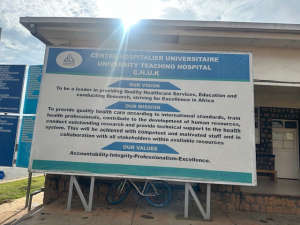 CENTRE HOSPITALIER UNIVERSITAIRE
UNIVERSITY TEACHING HOSPITAL
C.H.U.K
OUR VISION
To be a leader in providing Quality Healthcare Services, Education and
conducting Research, striving for Excellence in Africa
OUR MISSION
To provide quality health care according to international standards, train
health professionals, contribute to the development of human resources,
conduct outstanding research and provide technical support to the health
system. This will be achieved with competent and motivated staff and in
collaboration with all stakeholders within available resources
OUR VALUES
Accountability-Integrity-Professionalism-Excellence.